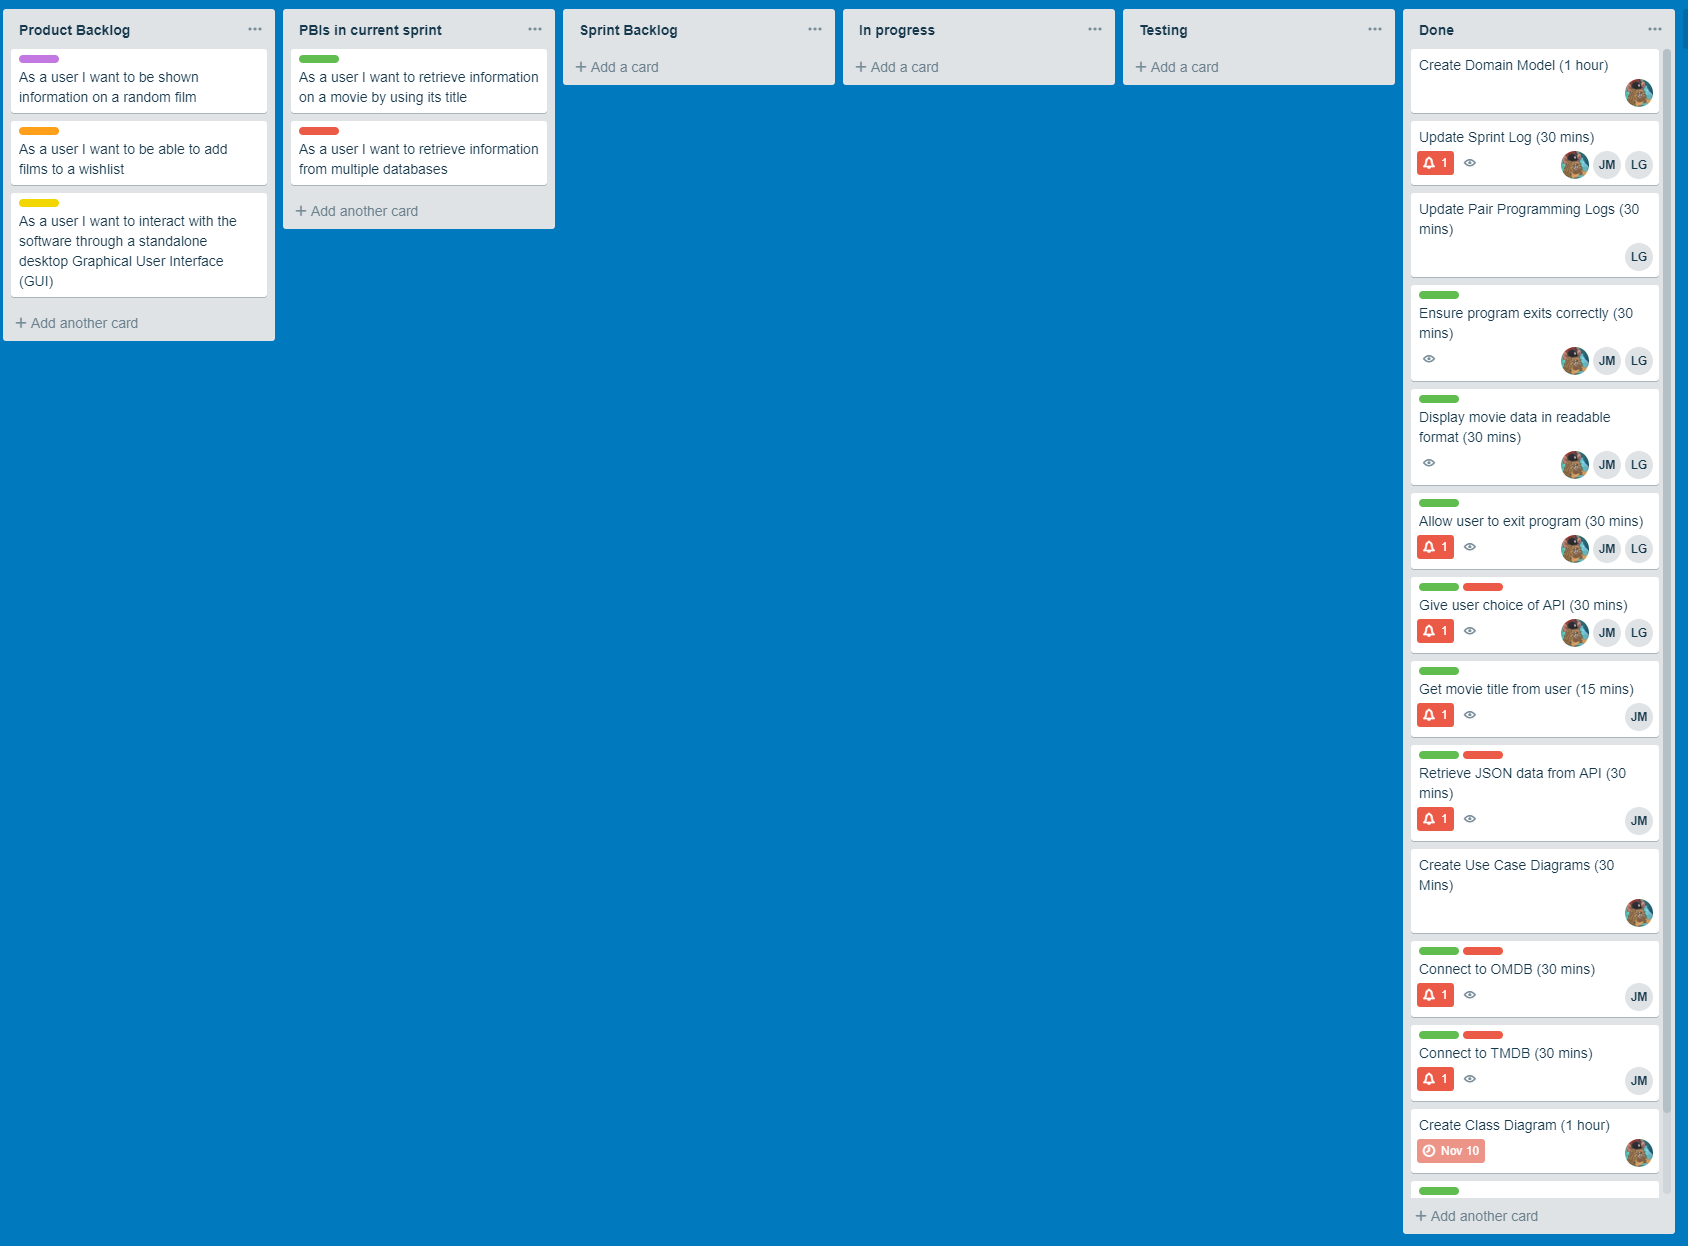 Product Backlog
As a user I want to be shown
information on a random film
As a user I want to be able to add
films to a wishlist
As a user I want to interact with the
software through a standalone
desktop Graphical User Interface
(GUI)
+ Add another card
PBIs in current sprint
As a user I want to retrieve information
on a movie by using its title
As a user I want to retrieve information
from multiple databases
+ Add another card
Sprint Backlog
+ Add a card
In progress
+ Add a card
Testing
+ Add a card
Done
Create Domain Model (1 hour)
Update Sprint Log (30 mins)
1 JM LG
Update Pair Programming Logs (30
mins)
LG
Ensure program exits correctly (30
mins)
JM LG
Display movie data in readable
format (30 mins)
JM LG
Allow user to exit program (30 mins)
1 JM LG
Give user choice of API (30 mins)
1 JM LG
Get movie title from user (15 mins)
1 JM
Retrieve JSON data from API (30
mins)
1 JM
Create Use Case Diagrams (30
Mins)
Connect to OMDB (30 mins)
1 JM
Connect to TMDB (30 mins)
1 JM
Create Class Diagram (1 hour)
Nov 10
+ Add another card